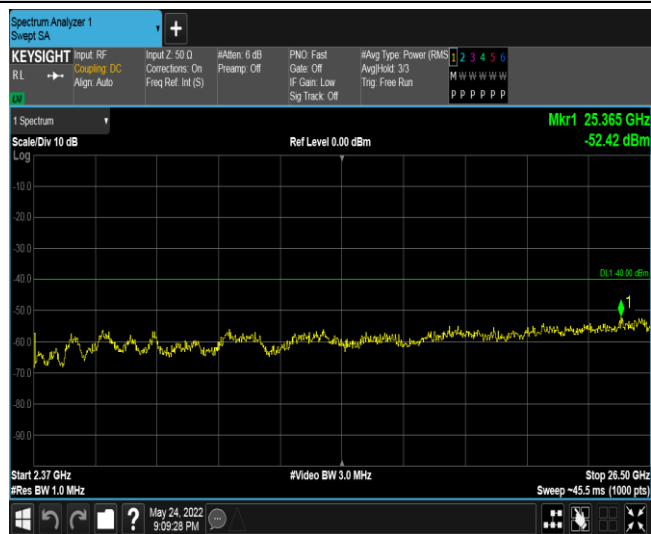 Spectrum Analyzer 1
Swept SA
+
KEYSIGHT
RL
Input: RF
Coupling: DC
Align: Auto
Input Z: 50 Ω
Corrections: On
Freq Ref: Int (S)
#Atten: 6 dB
Preamp: Off
PNO: Fast
Gate: Off
IF Gain: Low
Sig Track: Off
#Avg Type: Power (RMS
Avg|Hold: 3/3
Trig: Free Run
1 2 3 4 5 6
M W W W W W
P P P P P P
1 Spectrum
Mkr1 25.365 GHz
Scale/Div 10 dB
Ref Level 0.00 dBm
-52.42 dBm
Log
-10.0
-20.0
-30.0
DL1 -40.00 dBm
-40.0
1
-50.0
-60.0
-70.0
-80.0
-90.0
Start 2.37 GHz
#Video BW 3.0 MHz
Stop 26.50 GHz
#Res BW 1.0 MHz
Sweep ~45.5 ms (1000 pts)
?
May 24, 2022
9:09:28 PM